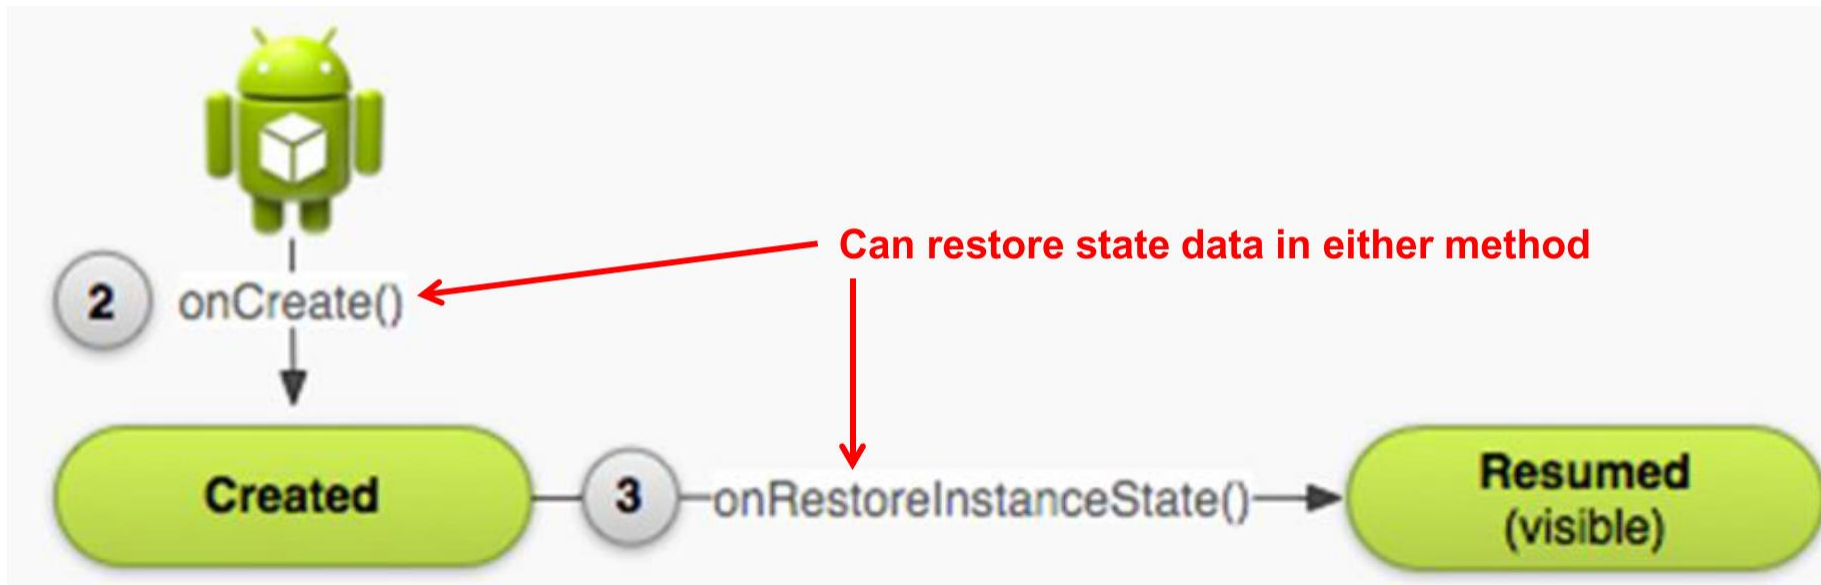 Can restore state data in either method
2
onCreate()
Created
3
onRestoreInstanceState()
Resumed
(visible)